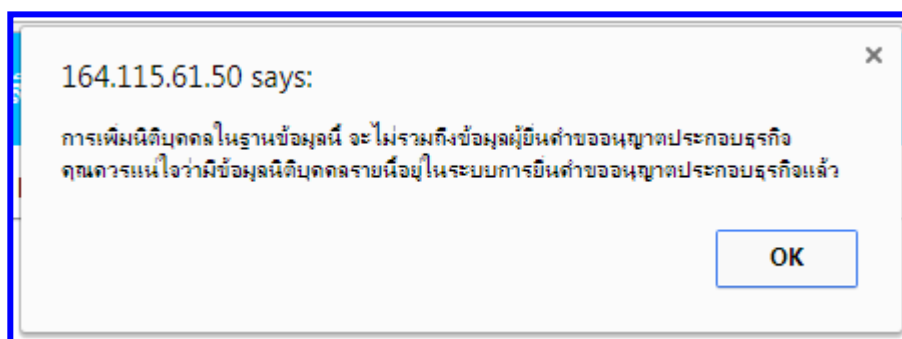 164.115.61.50 says:
การเพิ่มนิติบุคคลในฐานข้อมูลนี้ จะไม่รวมถึงข้อมูลผู้ยื่นคำขออนุญาตประกอบธุรกิจ
คุณควรแน่ใจว่ามีข้อมูลนิติบุคคลรายนี้อยู่ในระบบการยื่นคำขออนุญาตประกอบธุรกิจแล้ว
OK